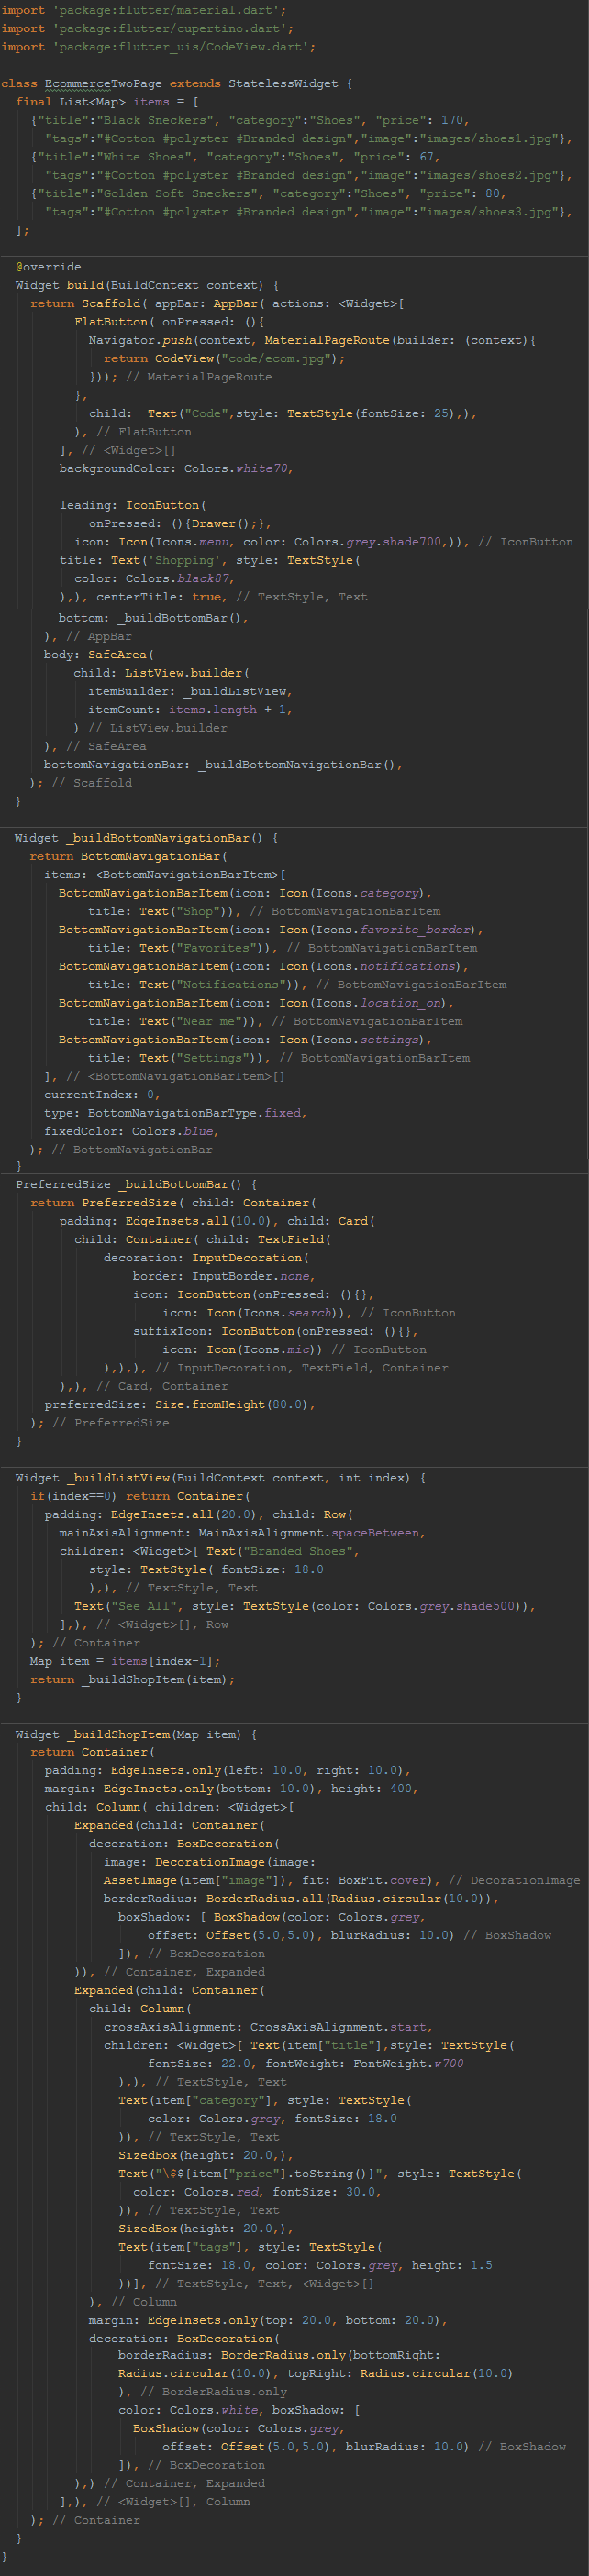 import 'package:flutter/material.dart';
import 'package:flutter/cupertino.dart';
import 'package:flutter_uis/CodeView.dart';
class EcommerceTwoPage extends StatelessWidget {
final List<Map> items = [
{"title":"Black Sneckers", "category":"Shoes", "price": 170,
"tags":"#Cotton #polyster #Branded design","image":"images/shoes1.jpg"},
{"title":"White Shoes", "category":"Shoes", "price": 67,
"tags":"#Cotton #polyster #Branded design","image":"images/shoes2.jpg"},
{"title":"Golden Soft Sneckers", "category":"Shoes", "price": 80,
"tags":"#Cotton #polyster #Branded design","image":"images/shoes3.jpg"},
];
@override
Widget build(BuildContext context) {
return Scaffold( appBar: AppBar( actions: <Widget>[
FlatButton( onPressed: (){
Navigator.push(context, MaterialPageRoute(builder: (context){
return CodeView("code/ecom.jpg");
})); // MaterialPageRoute
},
child:  Text("Code",style: TextStyle(fontSize: 25),),
), // FlatButton
], // <Widget>[]
backgroundColor: Colors.white70,
leading: IconButton(
onPressed: (){Drawer();},
icon: Icon(Icons.menu, color: Colors.grey.shade700,)), // IconButton
title: Text('Shopping', style: TextStyle(
color: Colors.black87,
),), centerTitle: true, // TextStyle, Text
bottom: _buildBottomBar(),
), // AppBar
body: SafeArea(
child: ListView.builder(
itemBuilder: _buildListView,
itemCount: items.length + 1,
) // ListView.builder
), // SafeArea
bottomNavigationBar: _buildBottomNavigationBar(),
); // Scaffold
}
Widget _buildBottomNavigationBar() {
return BottomNavigationBar(
items: <BottomNavigationBarItem>[
BottomNavigationBarItem(icon: Icon(Icons.category),
title: Text("Shop")), // BottomNavigationBarItem
BottomNavigationBarItem(icon: Icon(Icons.favorite_border),
title: Text("Favorites")), // BottomNavigationBarItem
BottomNavigationBarItem(icon: Icon(Icons.notifications),
title: Text("Notifications")), // BottomNavigationBarItem
BottomNavigationBarItem(icon: Icon(Icons.location_on),
title: Text("Near me")), // BottomNavigationBarItem
BottomNavigationBarItem(icon: Icon(Icons.settings),
title: Text("Settings")), // BottomNavigationBarItem
], // <BottomNavigationBarItem>[]
currentIndex: 0,
type: BottomNavigationBarType.fixed,
fixedColor: Colors.blue,
); // BottomNavigationBar
}
PreferredSize _buildBottomBar() {
return PreferredSize( child: Container(
padding: EdgeInsets.all(10.0), child: Card(
child: Container( child: TextField(
decoration: InputDecoration(
border: InputBorder.none,
icon: IconButton(onPressed: (){},
icon: Icon(Icons.search)), // IconButton
suffixIcon: IconButton(onPressed: (){},
icon: Icon(Icons.mic)) // IconButton
),),), // InputDecoration, TextField, Container
),), // Card, Container
preferredSize: Size.fromHeight(80.0),
); // PreferredSize
}
Widget _buildListView(BuildContext context, int index) {
if(index==0) return Container(
padding: EdgeInsets.all(20.0), child: Row(
mainAxisAlignment: MainAxisAlignment.spaceBetween,
children: <Widget>[ Text("Branded Shoes",
style: TextStyle( fontSize: 18.0
),), // TextStyle, Text
Text("See All", style: TextStyle(color: Colors.grey.shade500)),
],), // <Widget>[], Row
); // Container
Map item = items[index-1];
return _buildShopItem(item);
}
Widget _buildShopItem(Map item) {
return Container(
padding: EdgeInsets.only(left: 10.0, right: 10.0),
margin: EdgeInsets.only(bottom: 10.0), height: 400,
child: Column( children: <Widget>[
Expanded(child: Container(
decoration: BoxDecoration(
image: DecorationImage(image:
AssetImage(item["image"]), fit: BoxFit.cover), // DecorationImage
borderRadius: BorderRadius.all(Radius.circular(10.0)),
boxShadow: [ BoxShadow(color: Colors.grey,
offset: Offset(5.0,5.0), blurRadius: 10.0) // BoxShadow
]), // BoxDecoration
)), // Container, Expanded
Expanded(child: Container(
child: Column(
crossAxisAlignment: CrossAxisAlignment.start,
children: <Widget>[ Text(item["title"],style: TextStyle(
fontSize: 22.0, fontWeight: FontWeight.w700
),), // TextStyle, Text
Text(item["category"], style: TextStyle(
color: Colors.grey, fontSize: 18.0
)), // TextStyle, Text
SizedBox(height: 20.0,),
Text("\$${item["price"].toString()}", style: TextStyle(
color: Colors.red, fontSize: 30.0,
)), // TextStyle, Text
SizedBox(height: 20.0,),
Text(item["tags"], style: TextStyle(
fontSize: 18.0, color: Colors.grey, height: 1.5
))], // TextStyle, Text, <Widget>[]
), // Column
margin: EdgeInsets.only(top: 20.0, bottom: 20.0),
decoration: BoxDecoration(
borderRadius: BorderRadius.only(bottomRight:
Radius.circular(10.0), topRight: Radius.circular(10.0)
), // BorderRadius.only
color: Colors.white, boxShadow: [
BoxShadow(color: Colors.grey,
offset: Offset(5.0,5.0), blurRadius: 10.0) // BoxShadow
]), // BoxDecoration
),) // Container, Expanded
],), // <Widget>[], Column
); // Container
}
}